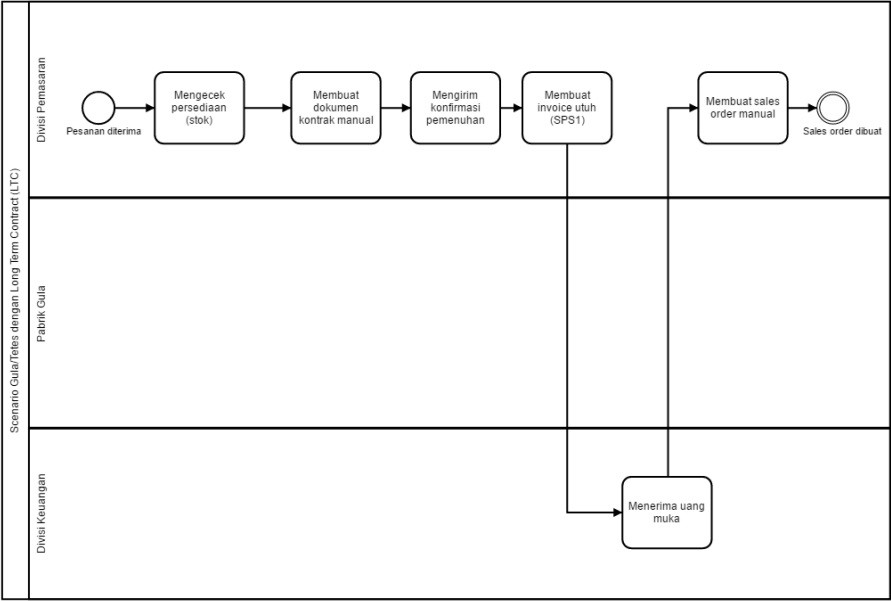 Scenario Gula/Tetes dengan Long Term Contract (LTC)
Divisi Pemasaran
Pesanan diterima
Mengecek
persediaan
(stok)
Membuat
dokumen
kontrak manual
Mengirim
konfirmasi
pemenuhan
Membuat
invoice utuh
(SPS1)
Membuat sales
order manual
Sales order dibuat
Pabrik Gula
Divisi Keuangan
Menerima uang
muka